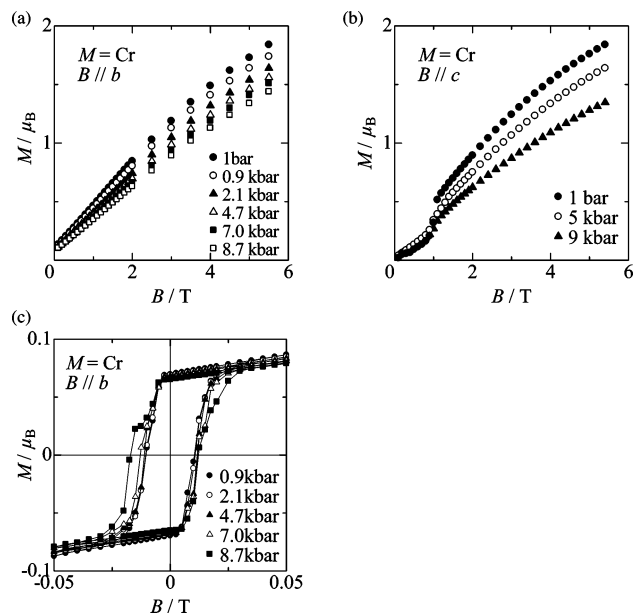 (a)
2
M = Cr
B // b
M / μB
1
1bar
0.9 kbar
2.1 kbar
4.7 kbar
7.0 kbar
8.7 kbar
0 2 4 6
B / T
(b)
2
M = Cr
B // c
M / μB
1
1 bar
5 kbar
9 kbar
0 2 4 6
B / T
(c)
0.1
M = Cr
B // b
M / μB
0
0.9kbar
2.1kbar
4.7kbar
7.0kbar
8.7kbar
-0.1
-0.05 0 0.05
B / T